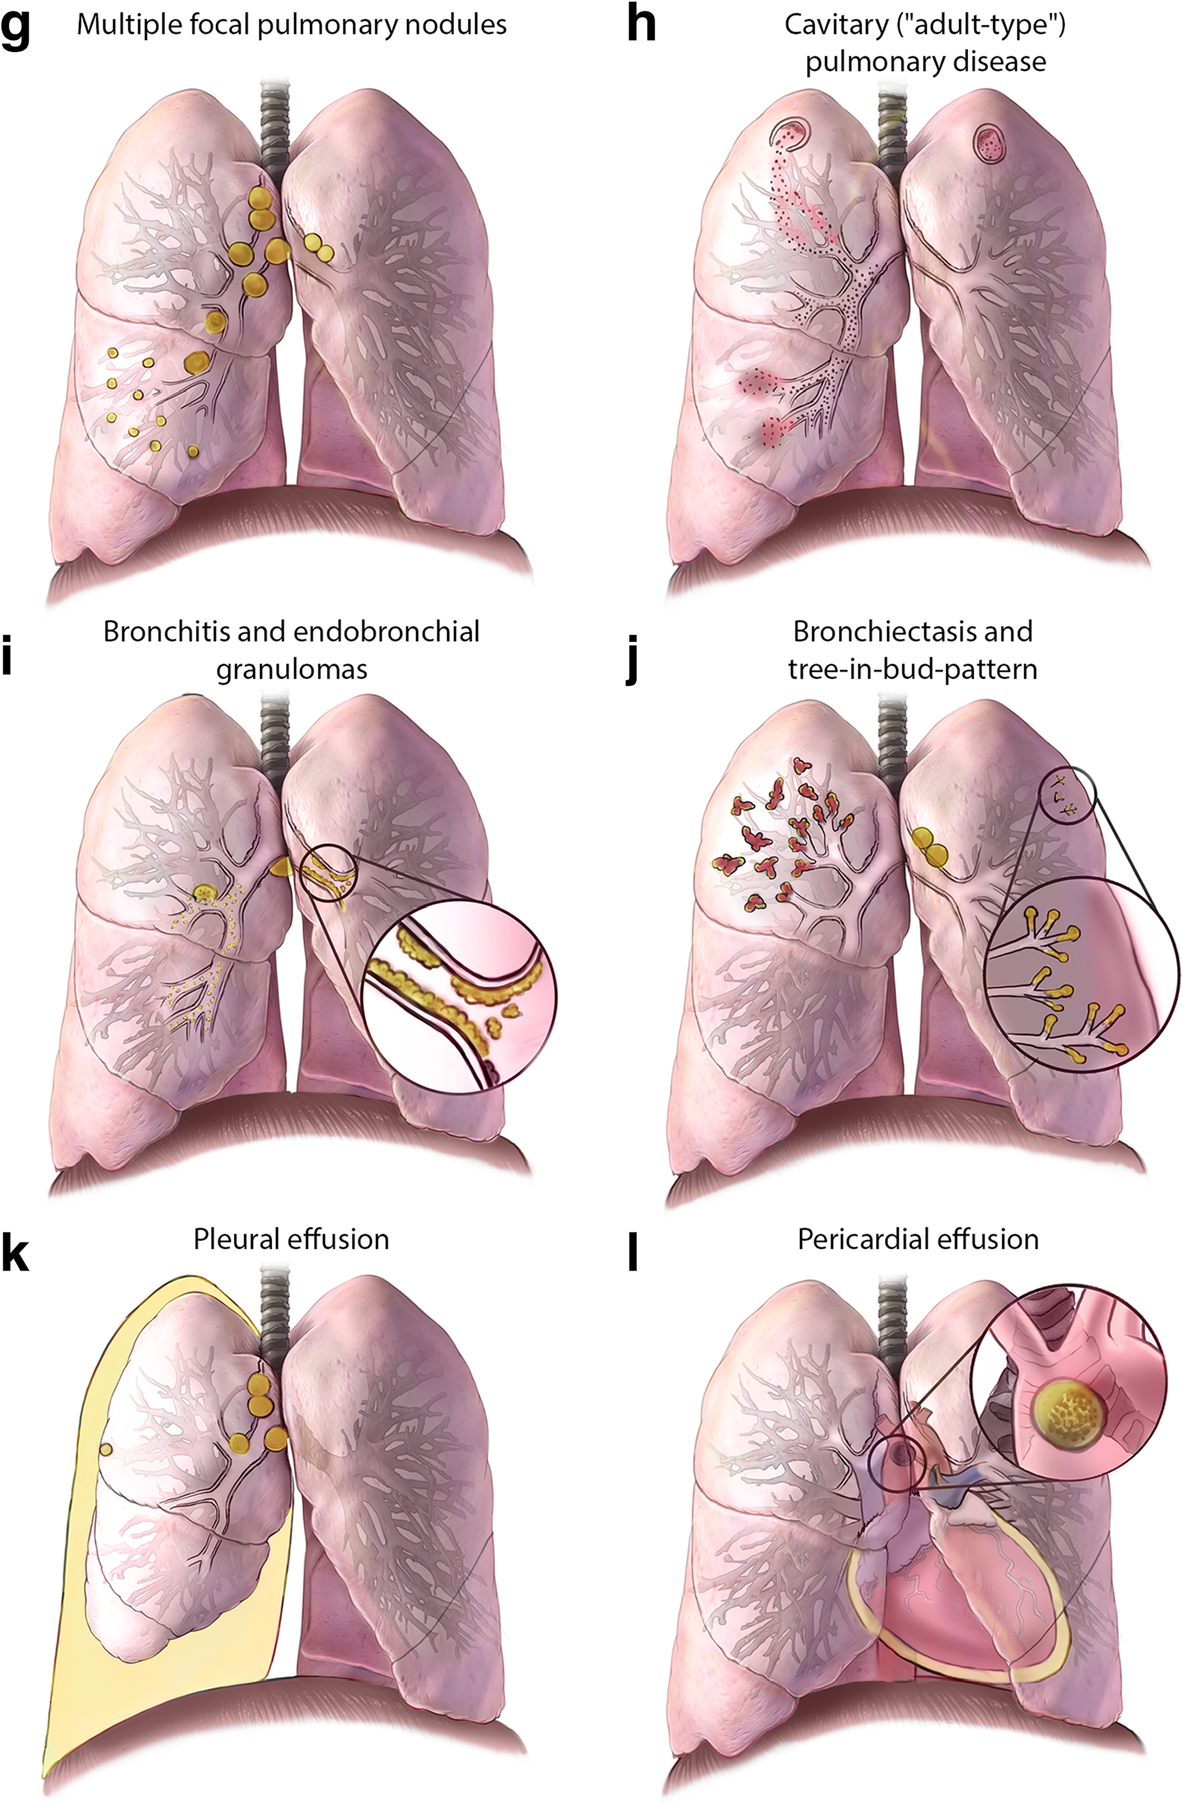 g
Multiple focal pulmonary nodules
h
Cavitary ("adult-type")
pulmonary disease
i
Bronchitis and endobronchial
granulomas
j
Bronchiectasis and
tree-in-bud-pattern
k
Pleural effusion
l
Pericardial effusion